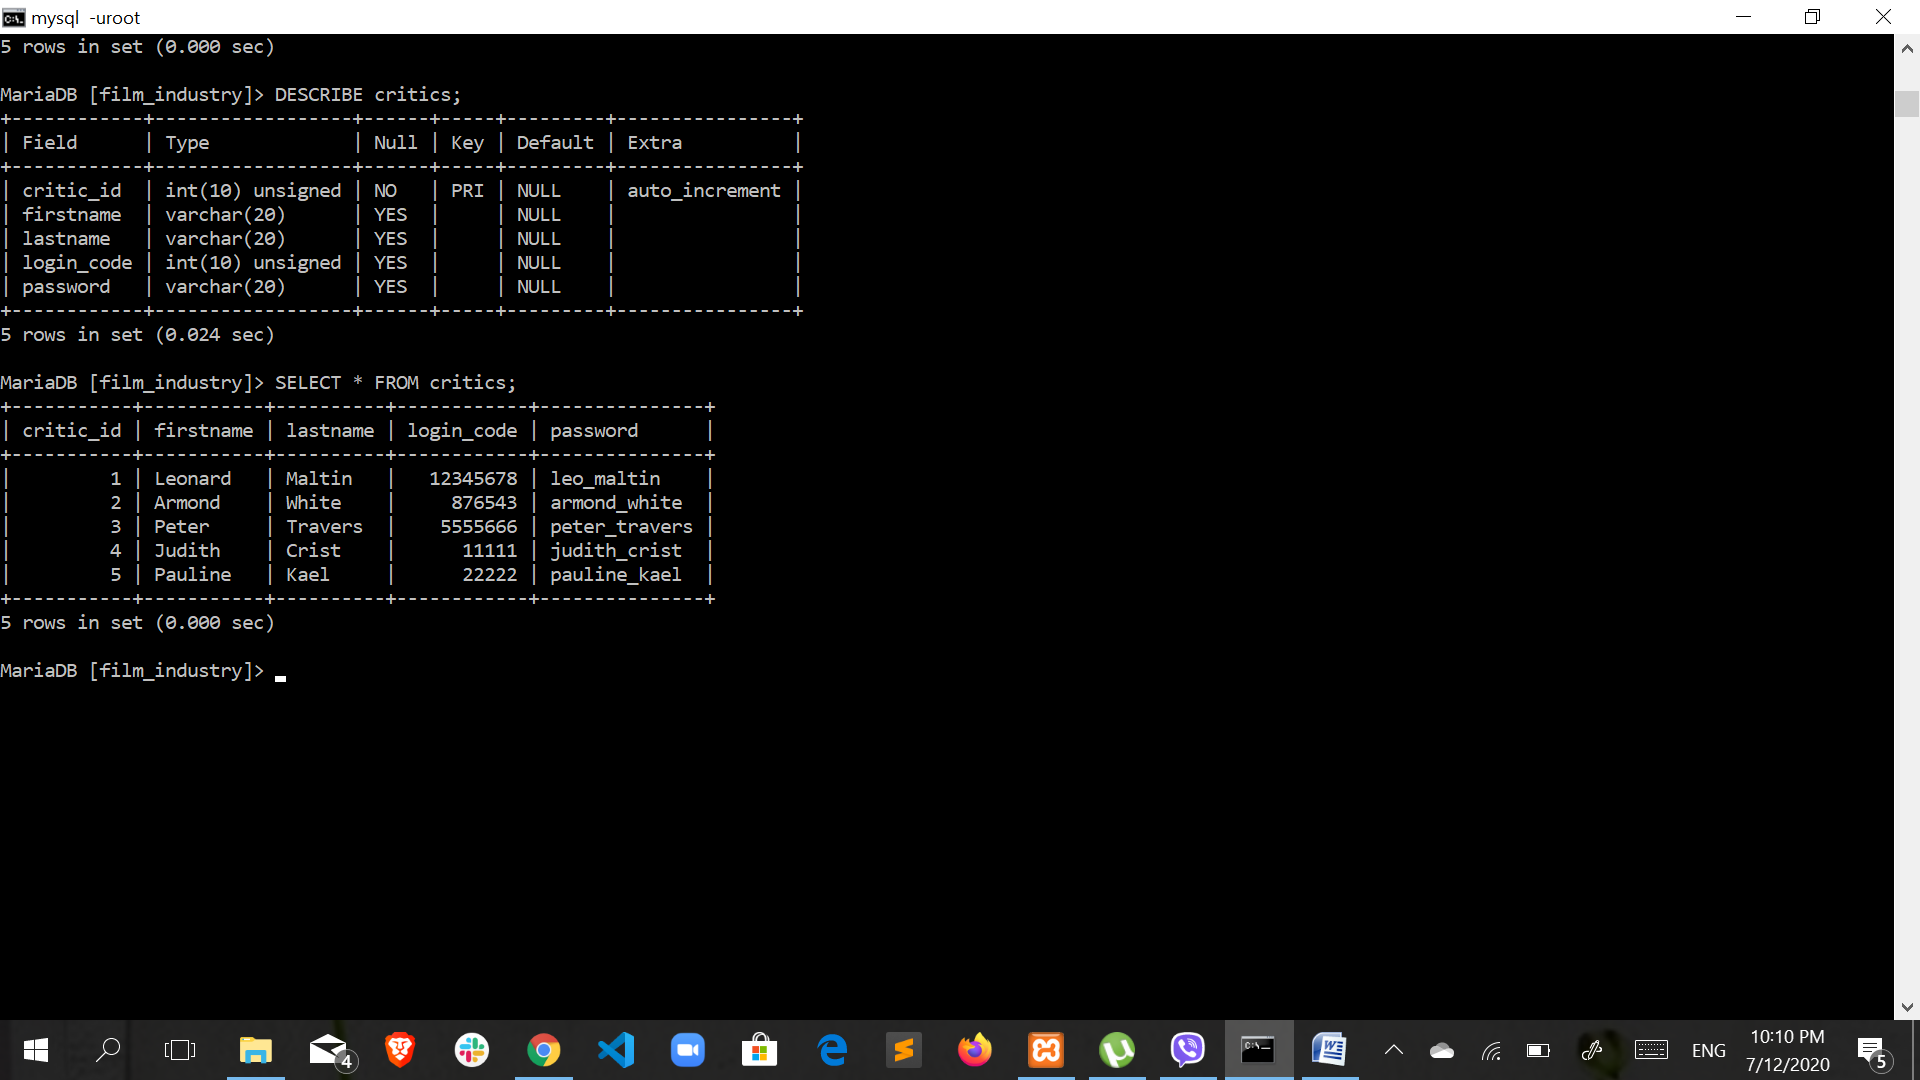 mysql  -uroot
5 rows in set (0.000 sec)
MariaDB [film_industry]> DESCRIBE critics;
+------------+------------------+------+-----+---------+----------------+
| Field      | Type             | Null | Key | Default | Extra          |
+------------+------------------+------+-----+---------+----------------+
| critic_id  | int(10) unsigned | NO   | PRI | NULL    | auto_increment |
| firstname  | varchar(20)      | YES  |     | NULL    |                |
| lastname   | varchar(20)      | YES  |     | NULL    |                |
| login_code | int(10) unsigned | YES  |     | NULL    |                |
| password   | varchar(20)      | YES  |     | NULL    |                |
+------------+------------------+------+-----+---------+----------------+
5 rows in set (0.024 sec)
MariaDB [film_industry]> SELECT * FROM critics;
+-----------+-----------+----------+------------+---------------+
| critic_id | firstname | lastname | login_code | password      |
+-----------+-----------+----------+------------+---------------+
|         1 | Leonard   | Maltin   |   12345678 | leo_maltin    |
|         2 | Armond    | White    |     876543 | armond_white  |
|         3 | Peter     | Travers  |    5555666 | peter_travers |
|         4 | Judith    | Crist    |      11111 | judith_crist  |
|         5 | Pauline   | Kael     |      22222 | pauline_kael  |
+-----------+-----------+----------+------------+---------------+
5 rows in set (0.000 sec)
MariaDB [film_industry]>
4
ENG
10:10 PM
7/12/2020
5